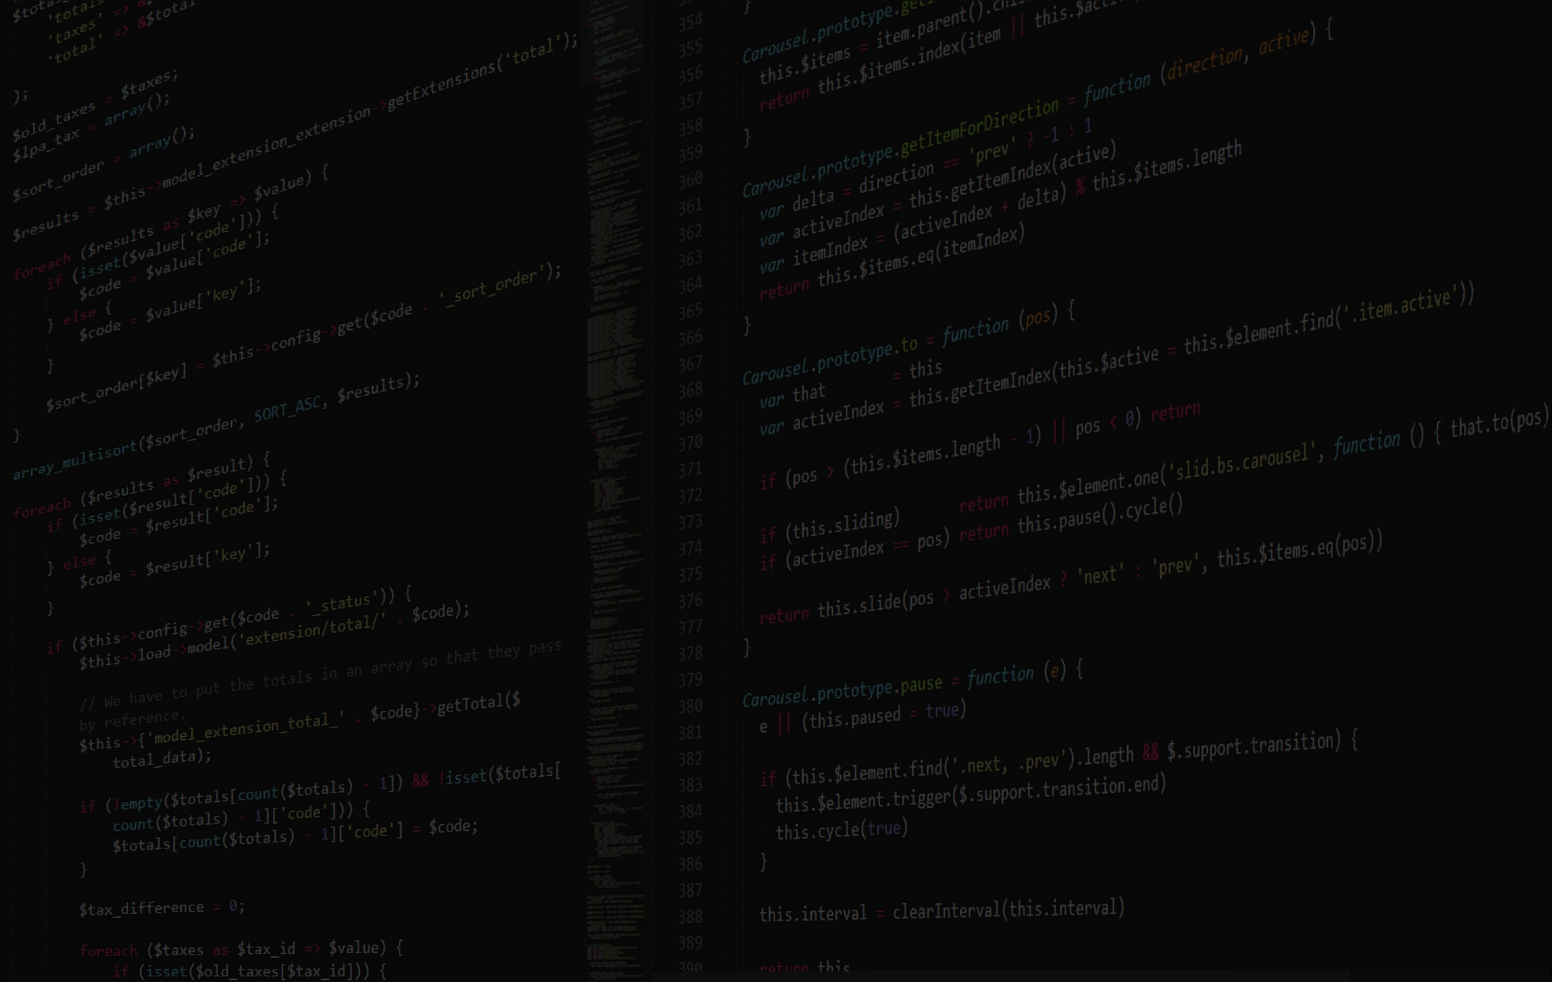 'taxes' => &
'total' => &$total
);
$old_taxes = $taxes;
$lpa_tax = array();
$sort_order = array();
$results = $this->model_extension_extension->getExtensions('total');
foreach ($results as $key => $value) {
if (isset($value['code'])) {
$code = $value['code'];
} else {
$code = $value['key'];
}
$sort_order[$key] = $this->config->get($code . '_sort_order');
}
array_multisort($sort_order, SORT_ASC, $results);
foreach ($results as $result) {
if (isset($result['code'])) {
$code = $result['code'];
} else {
$code = $result['key'];
}
if ($this->config->get($code . '_status')) {
$this->load->model('extension/total/' . $code);
// We have to put the totals in an array so that they pass
by reference.
$this->{'model_extension_total_' . $code}->getTotal($
total_data);
if (!empty($totals[count($totals) - 1]) && !isset($totals[
count($totals) - 1]['code'])) {
$totals[count($totals) - 1]['code'] = $code;
}
$tax_difference = 0;
foreach ($taxes as $tax_id => $value) {
if (isset($old_taxes[$tax_id])) {
}
354
355 Carousel.prototype.
356 this.$items = item.parent().
357 return this.$items.index(item || this.
358 }
359
360 Carousel.prototype.getItemForDirection = function (direction, active) {
361 var delta = direction == 'prev' ? -1 : 1
362 var activeIndex = this.getItemIndex(active)
363 var itemIndex = (activeIndex + delta) % this.$items.length
364 return this.$items.eq(itemIndex)
365 }
366
367 Carousel.prototype.to = function (pos) {
368 var that = this
369 var activeIndex = this.getItemIndex(this.$active = this.$element.find('.item.active'))
370
371 if (pos > (this.$items.length - 1) || pos < 0) return
372
373 if (this.sliding) return this.$element.one('slid.bs.carousel', function () { that.to(pos)
374 if (activeIndex == pos) return this.pause().cycle()
375
376 return this.slide(pos > activeIndex ? 'next' : 'prev', this.$items.eq(pos))
377 }
378
379 Carousel.prototype.pause = function (e) {
380 e || (this.paused = true)
381
382 if (this.$element.find('.next, .prev').length && $.support.transition) {
383 this.$element.trigger($.support.transition.end)
384 this.cycle(true)
385 }
386
387 this.interval = clearInterval(this.interval)
388
389 return this
390